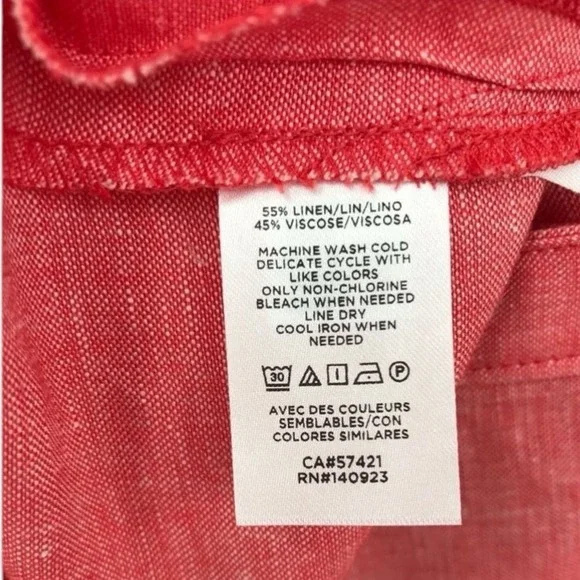 55% LINEN/LIN/LINO
45% VISCOSE/VISCOSA
MACHINE WASH COLD
DELICATE CYCLE WITH
LIKE COLORS
ONLY NON-CHLORINE
BLEACH WHEN NEEDED
LINE DRY
COOL IRON WHEN
NEEDED
30 P
AVEC DES COULEURS
SEMBLABLES/CON
COLORES SIMILARES
CA#57421
RN#140923